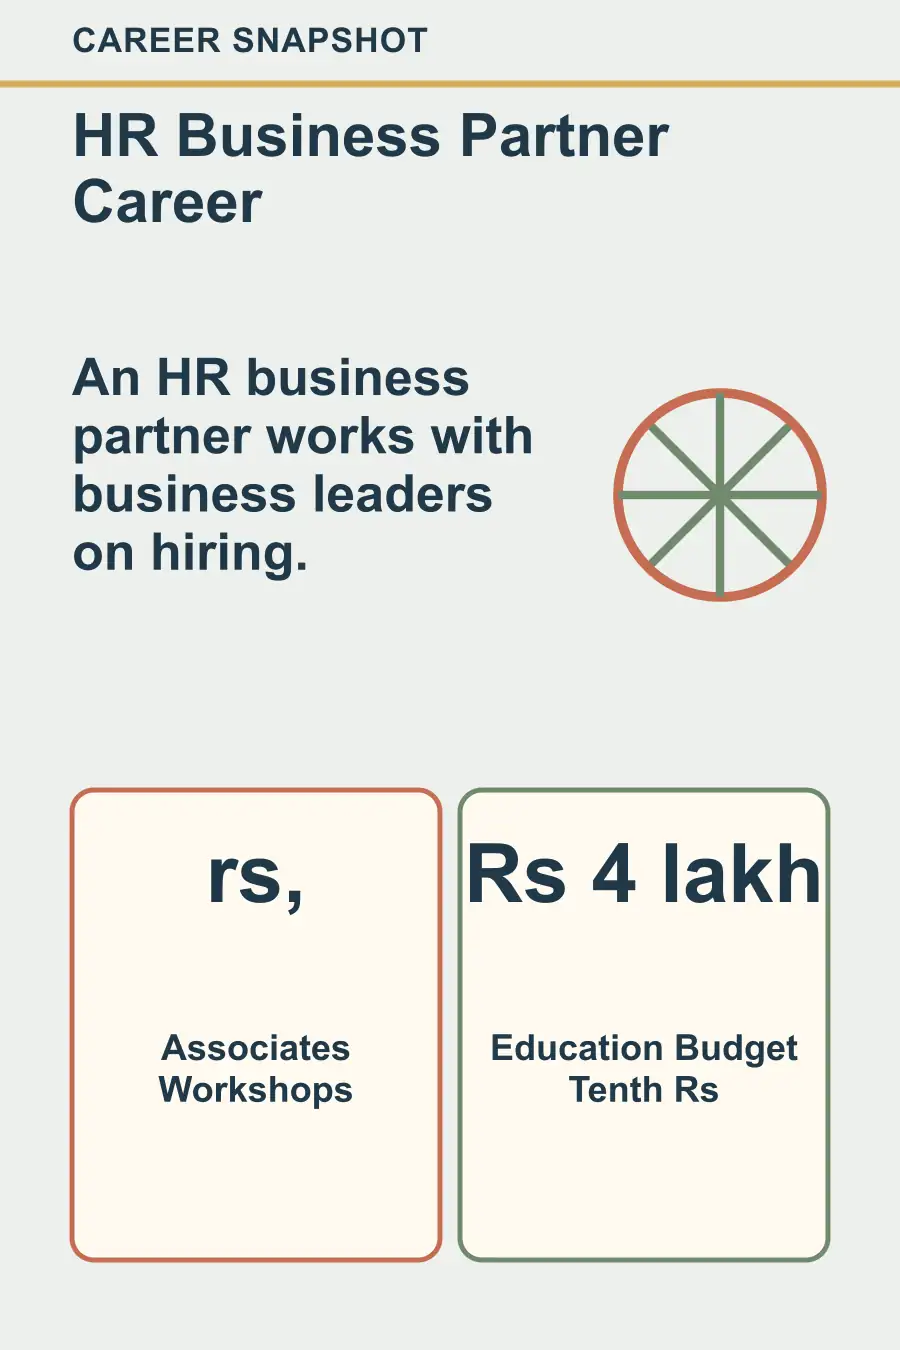 CAREER SNAPSHOT
HR Business Partner
Career
An HR business
partner works with
business leaders
on hiring.
rs,
Associates
Workshops
Rs 4 lakh
Education Budget
Tenth Rs